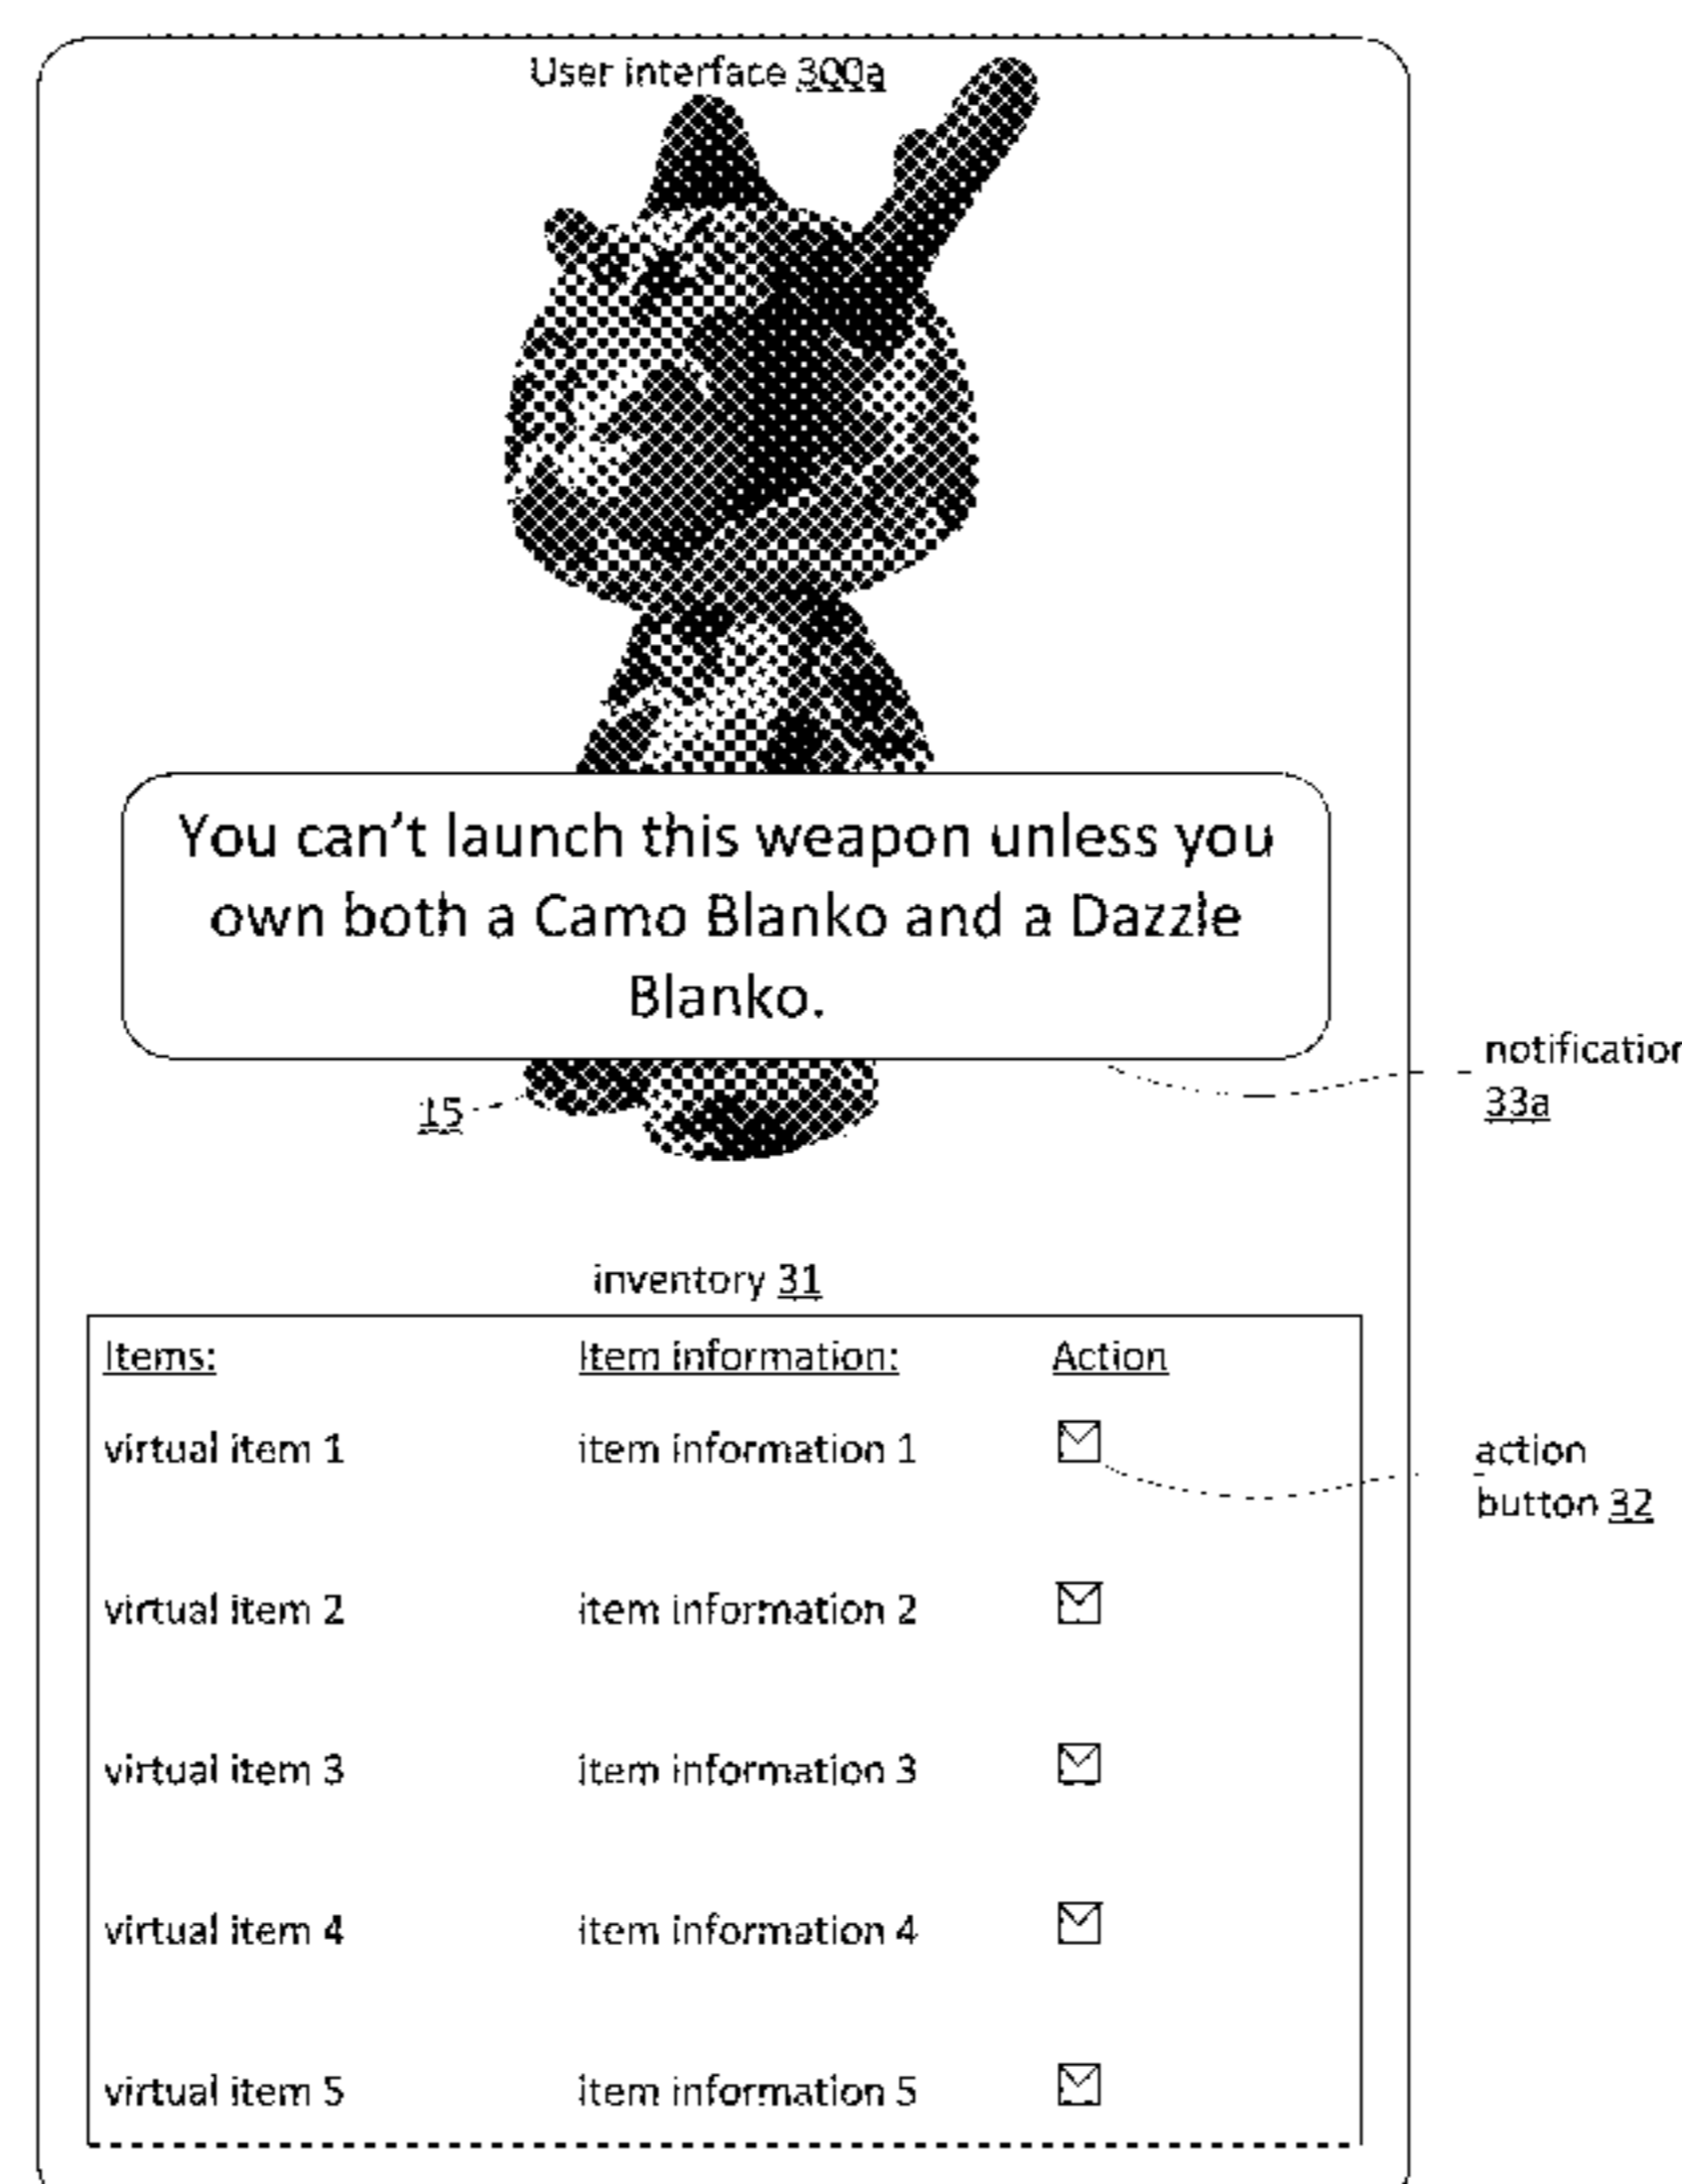 User interface 300a
You can't launch this weapon unless you
own both a Camo Blanko and a Dazzle
Blanko.
notification
33a
15
inventory 31
Items: Item information: Action
virtual item 1 item information 1
action
button 32
virtual item 2 item information 2
virtual item 3 item information 3
virtual item 4 item information 4
virtual item 5 item information 5